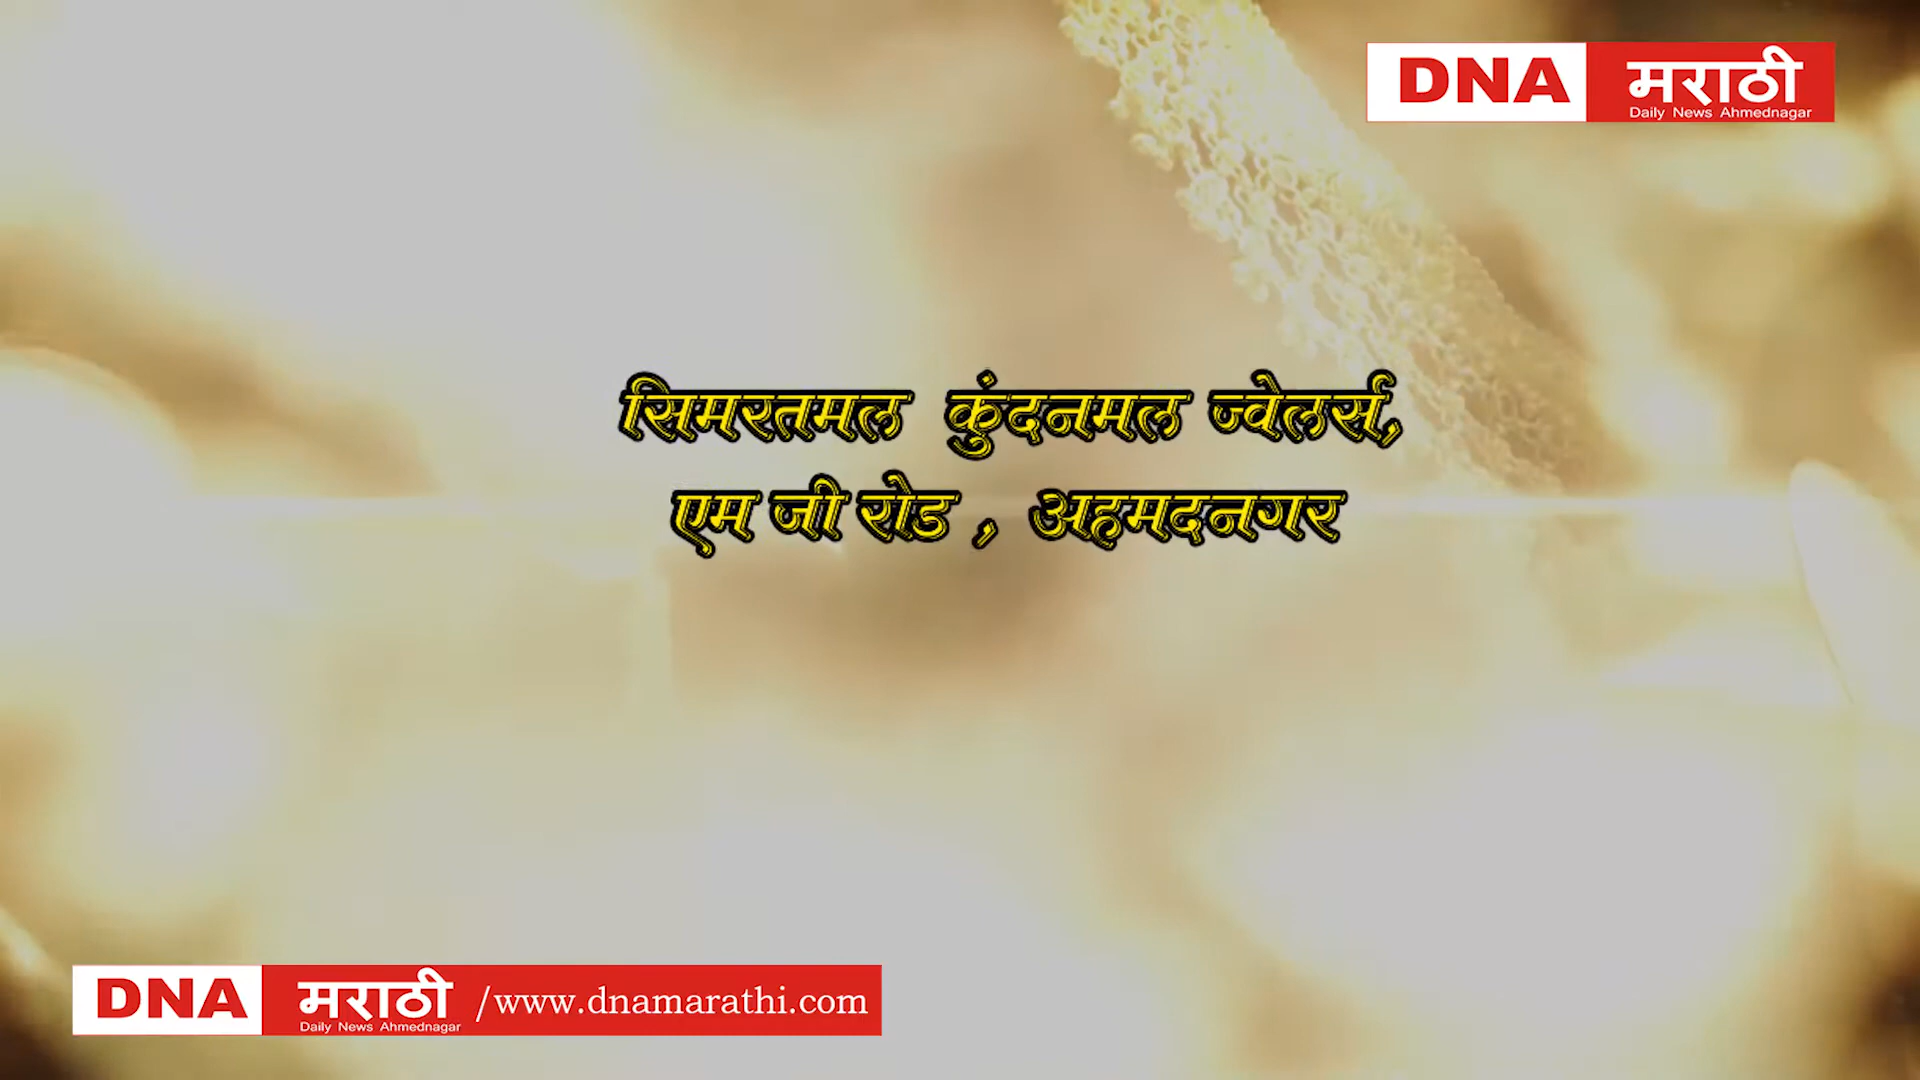 DNA मराठी
Daily News Ahmednagar
सिमरतमल कुंदनमल ज्वेलर्स,
एम जी रोड , अहमदनगर
DNA मराठी /www.dnamarathi.com
Daily News Ahmednagar